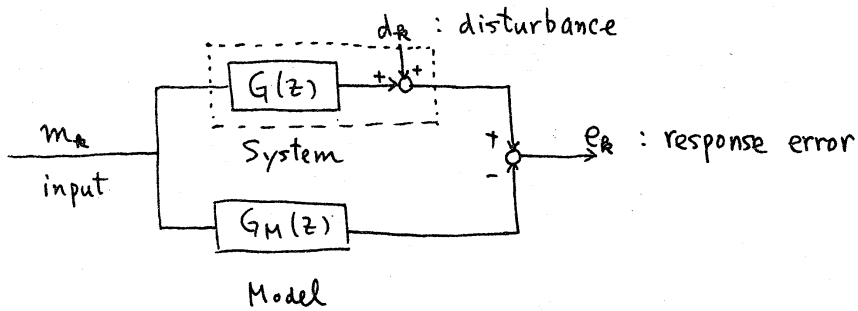 d_k : disturbance
+ +
G(z)
m_k
System
+
e_k : response error
input
-
G_M(z)
Model